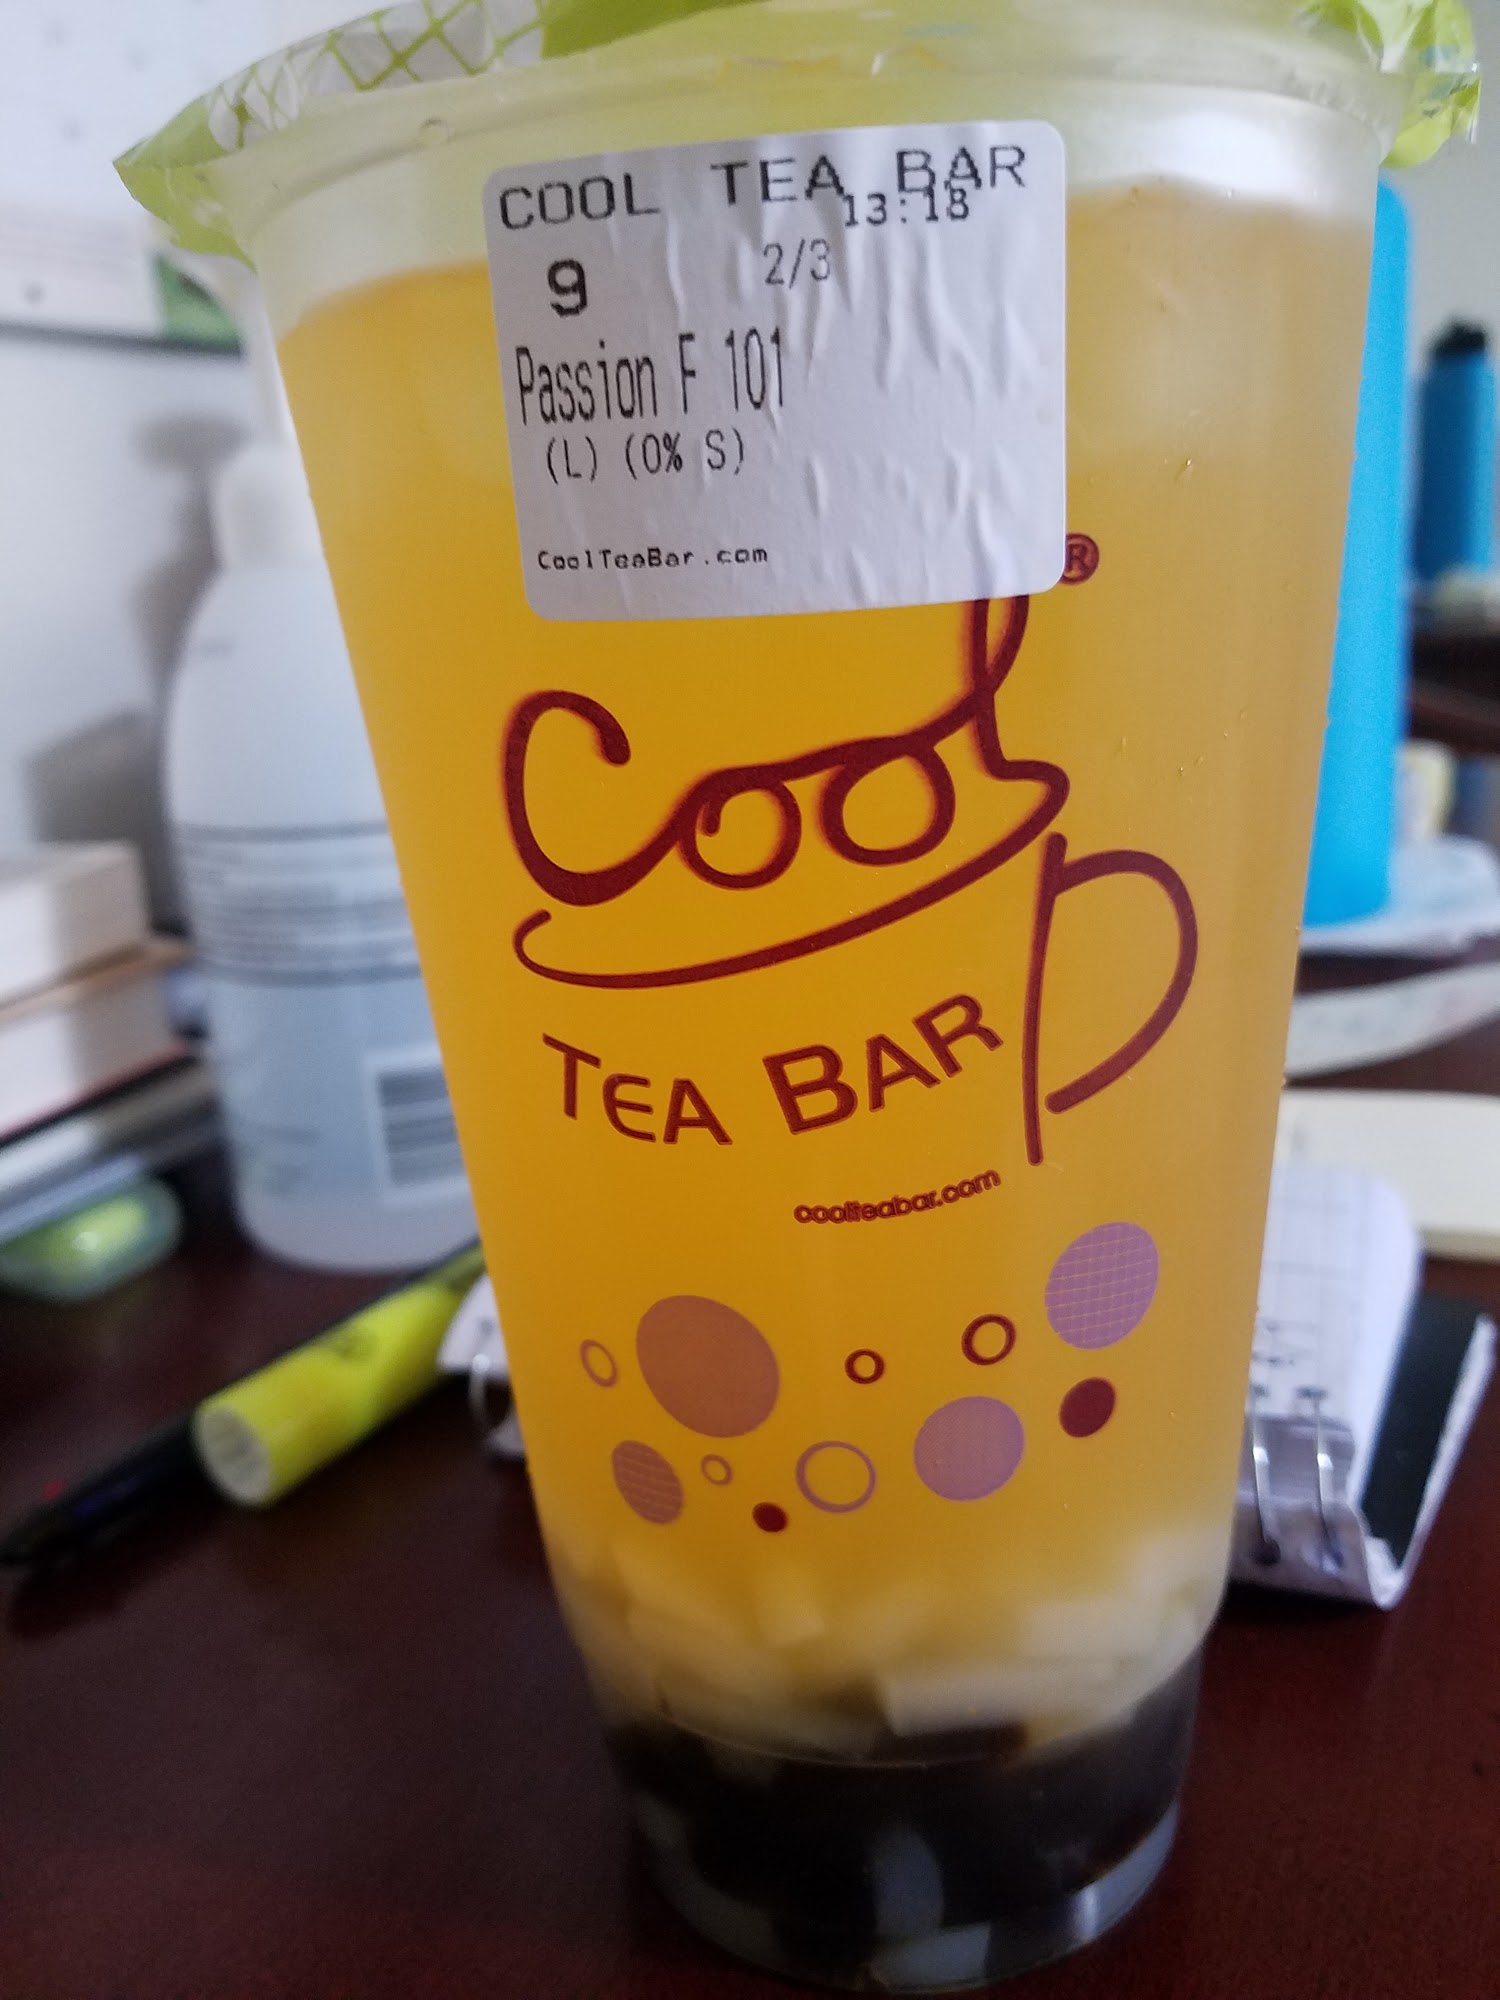 COOL TEA BAR
13:18
9 2/3
Passion F 101
(L) (0% S)
CoolTeaBar.com
®
Cool
TEA BAR
coolteabar.com